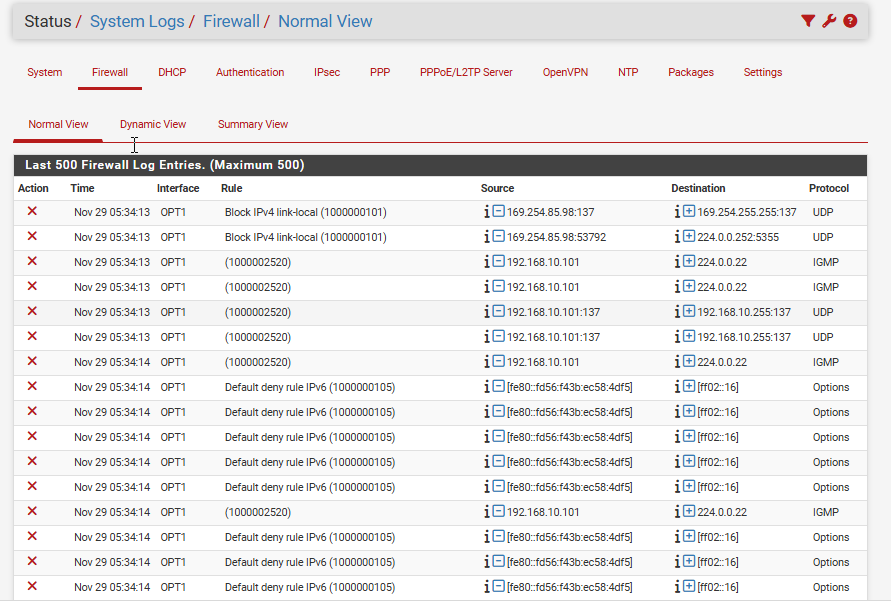 Status / System Logs / Firewall / Normal View
System Firewall DHCP Authentication IPsec PPP PPPoE/L2TP Server OpenVPN NTP Packages Settings
Normal View Dynamic View Summary View
Last 500 Firewall Log Entries. (Maximum 500)
Action Time Interface Rule Source Destination Protocol
Nov 29 05:34:13 OPT1 Block IPv4 link-local (1000000101) 169.254.85.98:137 169.254.255.255:137 UDP
Nov 29 05:34:13 OPT1 Block IPv4 link-local (1000000101) 169.254.85.98:53792 224.0.0.252:5355 UDP
Nov 29 05:34:13 OPT1 (1000002520) 192.168.10.101 224.0.0.22 IGMP
Nov 29 05:34:13 OPT1 (1000002520) 192.168.10.101 224.0.0.22 IGMP
Nov 29 05:34:13 OPT1 (1000002520) 192.168.10.101:137 192.168.10.255:137 UDP
Nov 29 05:34:13 OPT1 (1000002520) 192.168.10.101:137 192.168.10.255:137 UDP
Nov 29 05:34:14 OPT1 (1000002520) 192.168.10.101 224.0.0.22 IGMP
Nov 29 05:34:14 OPT1 Default deny rule IPv6 (1000000105) [fe80::fd56:f43b:ec58:4df5] [ff02::16] Options
Nov 29 05:34:14 OPT1 Default deny rule IPv6 (1000000105) [fe80::fd56:f43b:ec58:4df5] [ff02::16] Options
Nov 29 05:34:14 OPT1 Default deny rule IPv6 (1000000105) [fe80::fd56:f43b:ec58:4df5] [ff02::16] Options
Nov 29 05:34:14 OPT1 Default deny rule IPv6 (1000000105) [fe80::fd56:f43b:ec58:4df5] [ff02::16] Options
Nov 29 05:34:14 OPT1 Default deny rule IPv6 (1000000105) [fe80::fd56:f43b:ec58:4df5] [ff02::16] Options
Nov 29 05:34:14 OPT1 (1000002520) 192.168.10.101 224.0.0.22 IGMP
Nov 29 05:34:14 OPT1 Default deny rule IPv6 (1000000105) [fe80::fd56:f43b:ec58:4df5] [ff02::16] Options
Nov 29 05:34:14 OPT1 Default deny rule IPv6 (1000000105) [fe80::fd56:f43b:ec58:4df5] [ff02::16] Options
Nov 29 05:34:14 OPT1 Default deny rule IPv6 (1000000105) [fe80::fd56:f43b:ec58:4df5] [ff02::16] Options